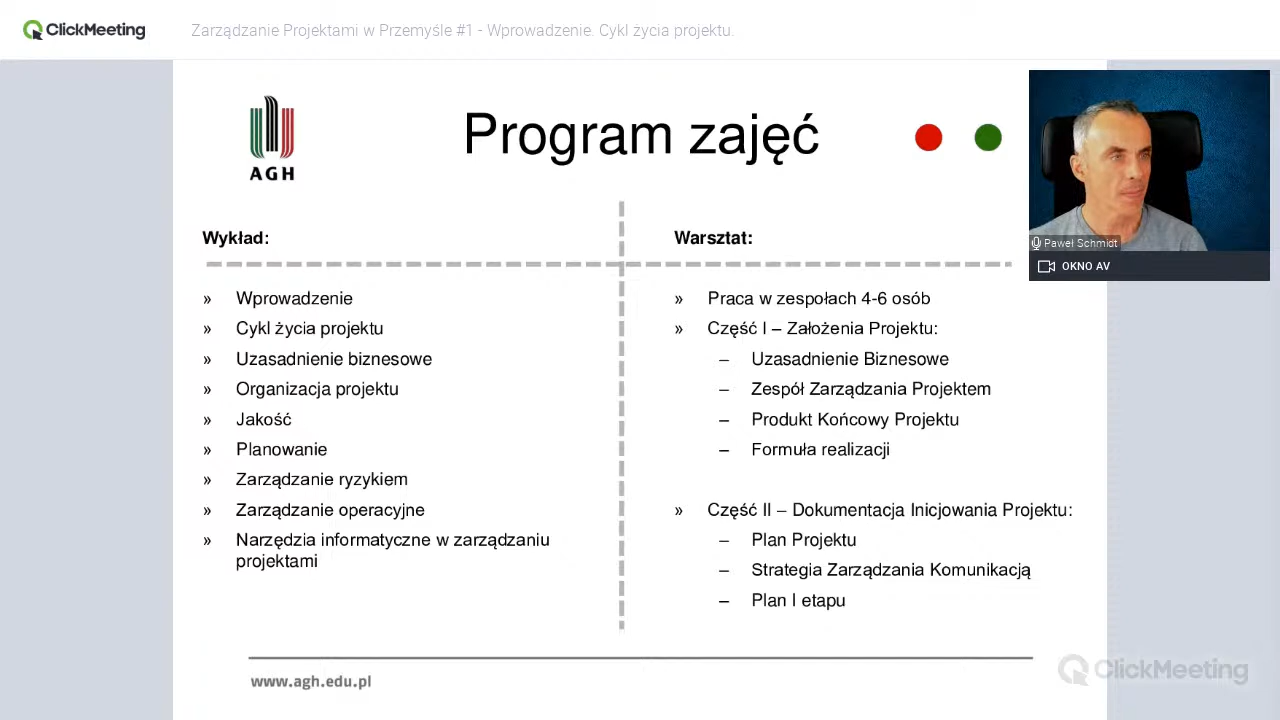 ClickMeeting
Zarządzanie Projektami w Przemyśle #1 - Wprowadzenie. Cykl życia projektu.
AGH
Program zajęć
Paweł Schmidt
OKNO AV
Wykład:
» Wprowadzenie
» Cykl życia projektu
» Uzasadnienie biznesowe
» Organizacja projektu
» Jakość
» Planowanie
» Zarządzanie ryzykiem
» Zarządzanie operacyjne
» Narzędzia informatyczne w zarządzaniu
projektami
Warsztat:
» Praca w zespołach 4-6 osób
» Część I – Założenia Projektu:
– Uzasadnienie Biznesowe
– Zespół Zarządzania Projektem
– Produkt Końcowy Projektu
– Formuła realizacji
» Część II – Dokumentacja Inicjowania Projektu:
– Plan Projektu
– Strategia Zarządzania Komunikacją
– Plan I etapu
www.agh.edu.pl
ClickMeeting